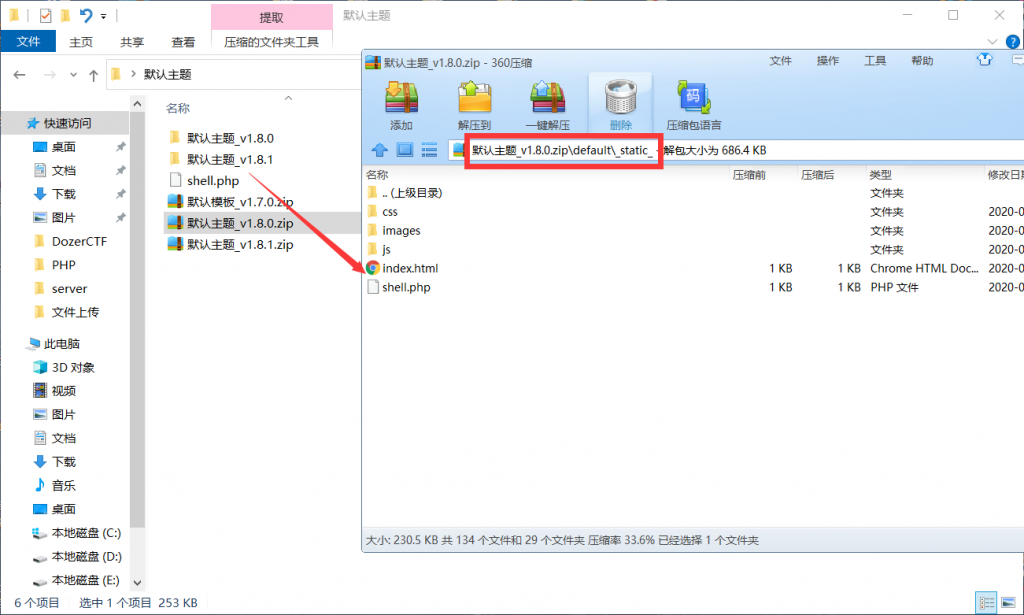 提取
默认主题
文件
主页
共享
查看
压缩的文件夹工具
默认主题
快速访问
桌面
文档
下载
图片
DozerCTF
PHP
server
文件上传
此电脑
3D 对象
视频
图片
文档
下载
音乐
桌面
本地磁盘 (C:)
本地磁盘 (D:)
本地磁盘 (E:)
名称
默认主题_v1.8.0
默认主题_v1.8.1
shell.php
默认模板_v1.7.0.zip
默认主题_v1.8.0.zip
默认主题_v1.8.1.zip
6 个项目 选中 1 个项目 253 KB
默认主题_v1.8.0.zip - 360压缩
文件 操作 工具 帮助
添加 解压到 一键解压 删除 压缩包语言
码
默认主题_v1.8.0.zip\default\_static_ - 解包大小为 686.4 KB
名称 压缩前 压缩后 类型 修改日期
.. (上级目录) 文件夹
css 文件夹 2020-0
images 文件夹 2020-0
js 文件夹 2020-0
index.html 1 KB 1 KB Chrome HTML Doc... 2020-0
shell.php 1 KB 1 KB PHP 文件 2020-0
大小: 230.5 KB 共 134 个文件和 29 个文件夹 压缩率 33.6% 已经选择 1 个文件夹